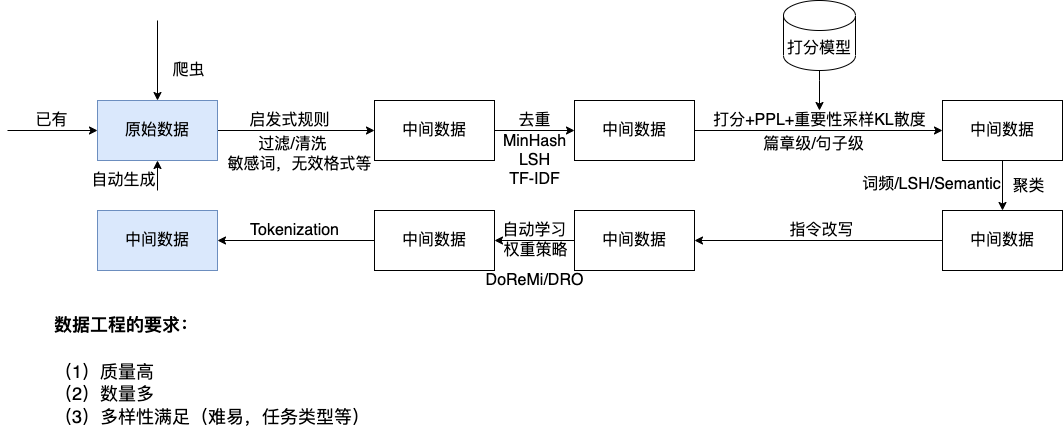 打分模型
爬虫
已有
原始数据
启发式规则
过滤/清洗
敏感词，无效格式等
中间数据
去重
MinHash
LSH
TF-IDF
中间数据
打分+PPL+重要性采样KL散度
篇章级/句子级
中间数据
自动生成
词频/LSH/Semantic
聚类
中间数据
Tokenization
中间数据
自动学习
权重策略
DoReMi/DRO
中间数据
指令改写
中间数据
数据工程的要求：
（1）质量高
（2）数量多
（3）多样性满足（难易，任务类型等）